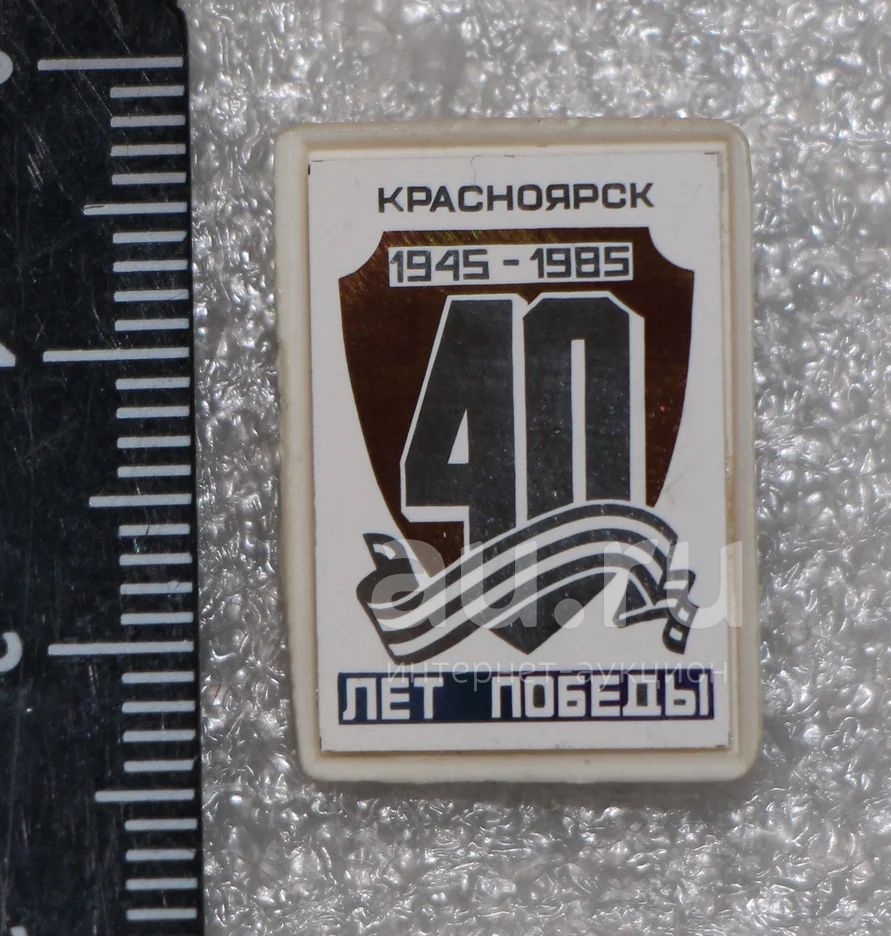 КРАСНОЯРСК
1945-1985
40
ЛЕТ ПОБЕДЫ
au.ru
интернет аукцион